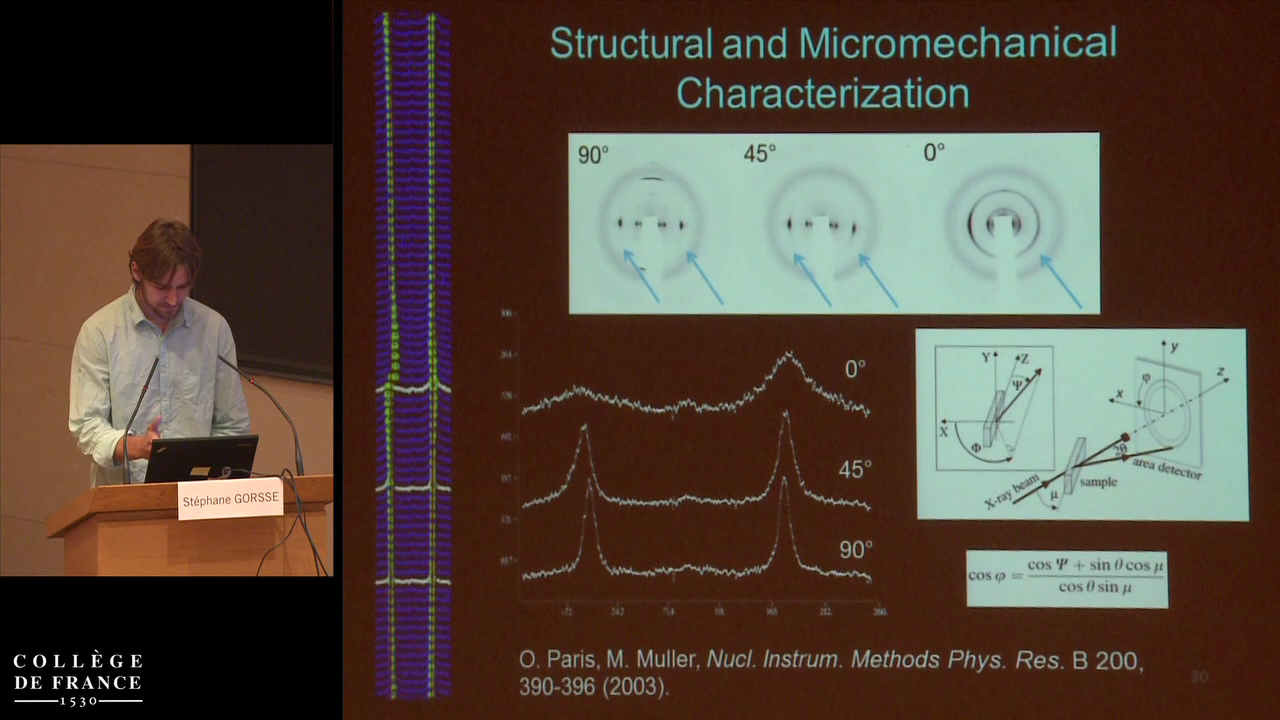 Structural and Micromechanical
Characterization
90°
45°
0°
0°
45°
90°
Y
Z
Ψ
X
Φ
y
z
φ
x
2θ
area detector
sample
X-ray beam
μ
cos φ = (cos Ψ + sin θ cos μ) / (cos θ sin μ)
O. Paris, M. Muller, Nucl. Instrum. Methods Phys. Res. B 200,
390-396 (2003).
30
Stéphane GORSSE
COLLÈGE
DE FRANCE
1530